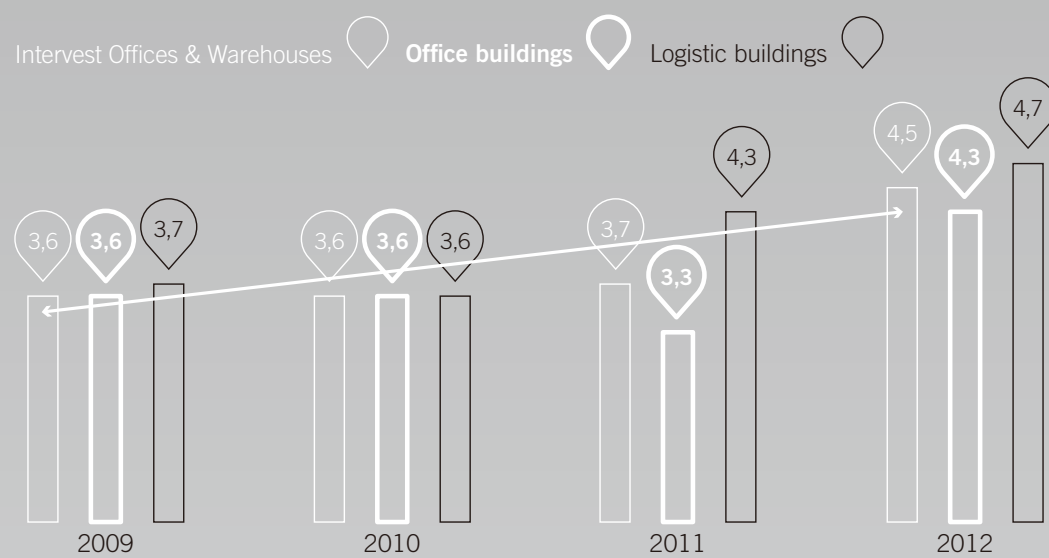 Intervest Offices & Warehouses Office buildings Logistic buildings
3,6 3,6 3,7
3,6 3,6 3,6
3,7 3,3 4,3
4,5 4,3 4,7
2009 2010 2011 2012